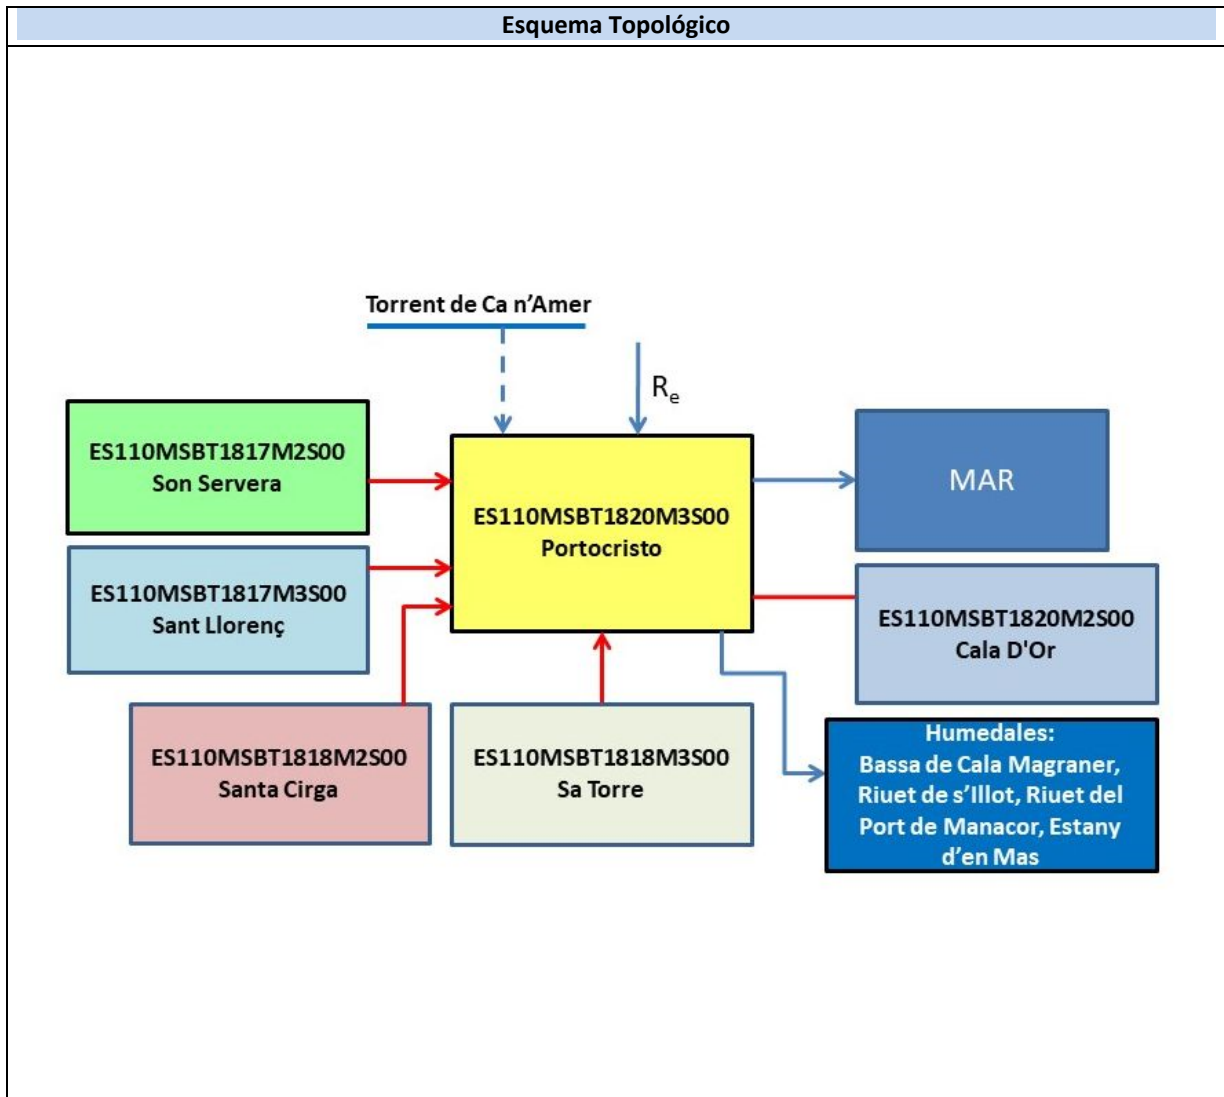 Esquema Topológico
Torrent de Ca n’Amer
Re
ES110MSBT1817M2S00
Son Servera
ES110MSBT1820M3S00
Portocristo
MAR
ES110MSBT1817M3S00
Sant Llorenç
ES110MSBT1820M2S00
Cala D'Or
ES110MSBT1818M2S00
Santa Cirga
ES110MSBT1818M3S00
Sa Torre
Humedales:
Bassa de Cala Magraner,
Riuet de s’Illot, Riuet del
Port de Manacor, Estany
d’en Mas